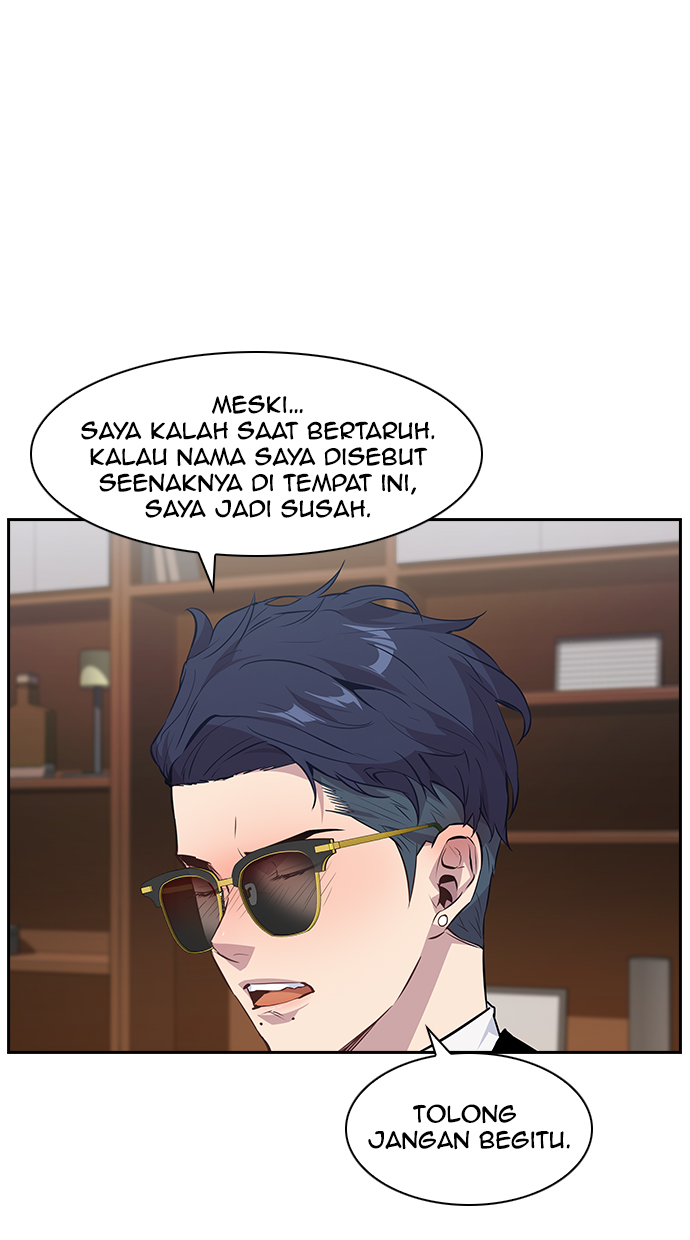 MESKI...
SAYA KALAH SAAT BERTARUH.
KALAU NAMA SAYA DISEBUT
SEENAKNYA DI TEMPAT INI,
SAYA JADI SUSAH.
TOLONG
JANGAN BEGITU.